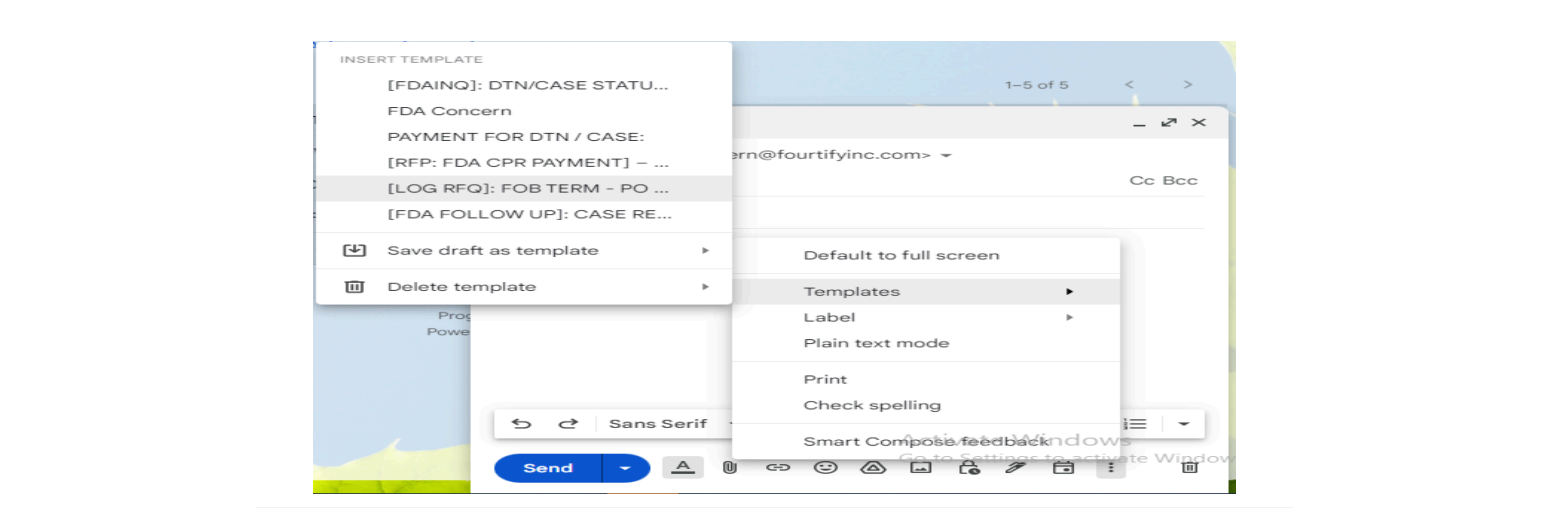 INSERT TEMPLATE
[FDAINQ]: DTN/CASE STATU...
FDA Concern
PAYMENT FOR DTN / CASE:
[RFP: FDA CPR PAYMENT] – ...
[LOG RFQ]: FOB TERM - PO ...
[FDA FOLLOW UP]: CASE RE...
Save draft as template
Delete template
1–5 of 5
ern@fourtifyinc.com>
Cc Bcc
Default to full screen
Templates
Label
Plain text mode
Print
Check spelling
Smart Compose feedback
Prog
Powe
Sans Serif
Activate Windows
Go to Settings to activate Window
Send